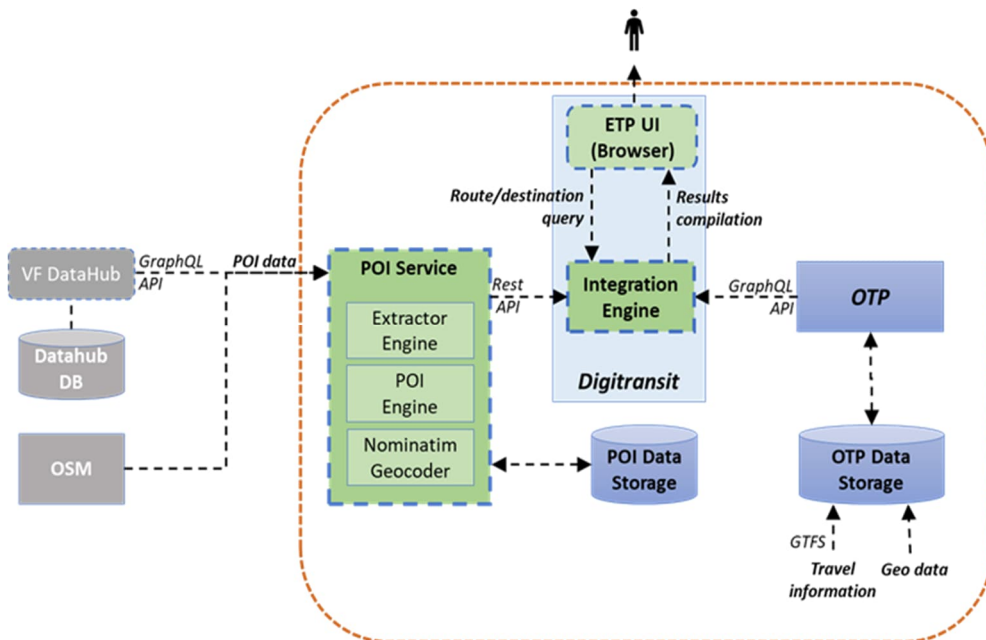 ETP UI
(Browser)
Route/destination
query
Results
compilation
VF DataHub
GraphQL
API
POI data
POI Service
Rest
API
Integration
Engine
GraphQL
API
OTP
Extractor
Engine
Datahub
DB
POI
Engine
Digitransit
Nominatim
Geocoder
OSM
POI Data
Storage
OTP Data
Storage
GTFS
Travel
information
Geo data